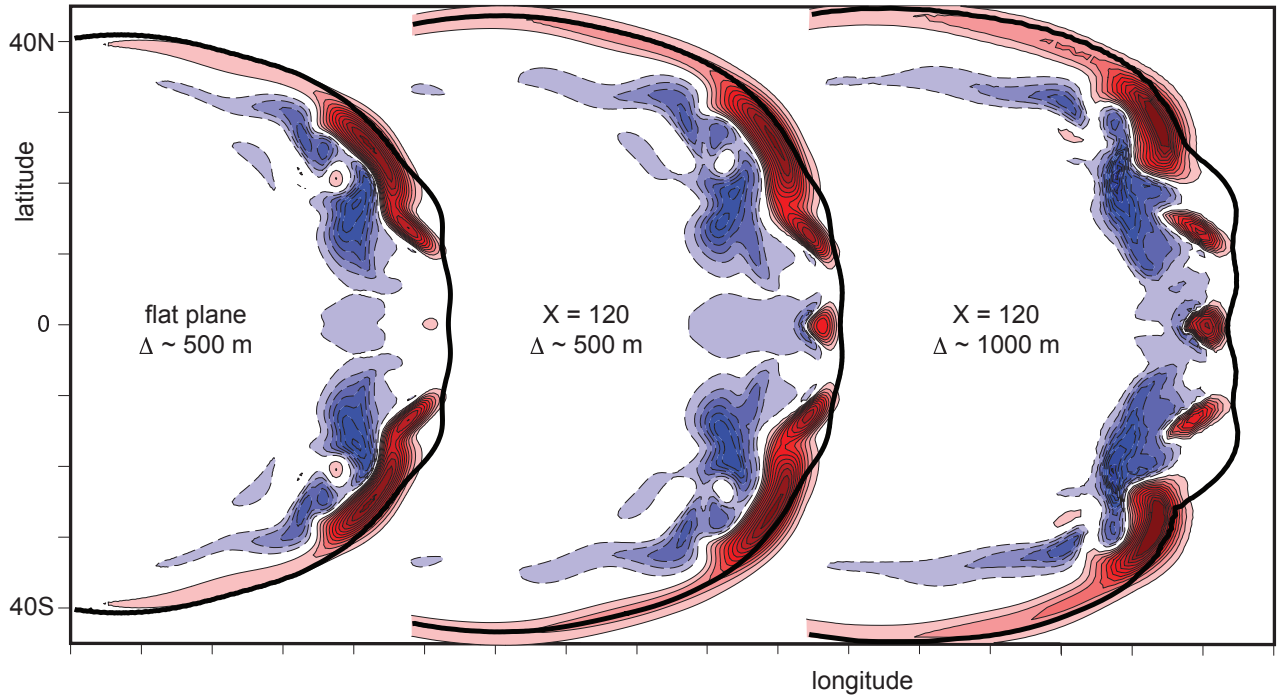 40N
latitude
0
40S
flat plane
Δ ~ 500 m
X = 120
Δ ~ 500 m
X = 120
Δ ~ 1000 m
longitude